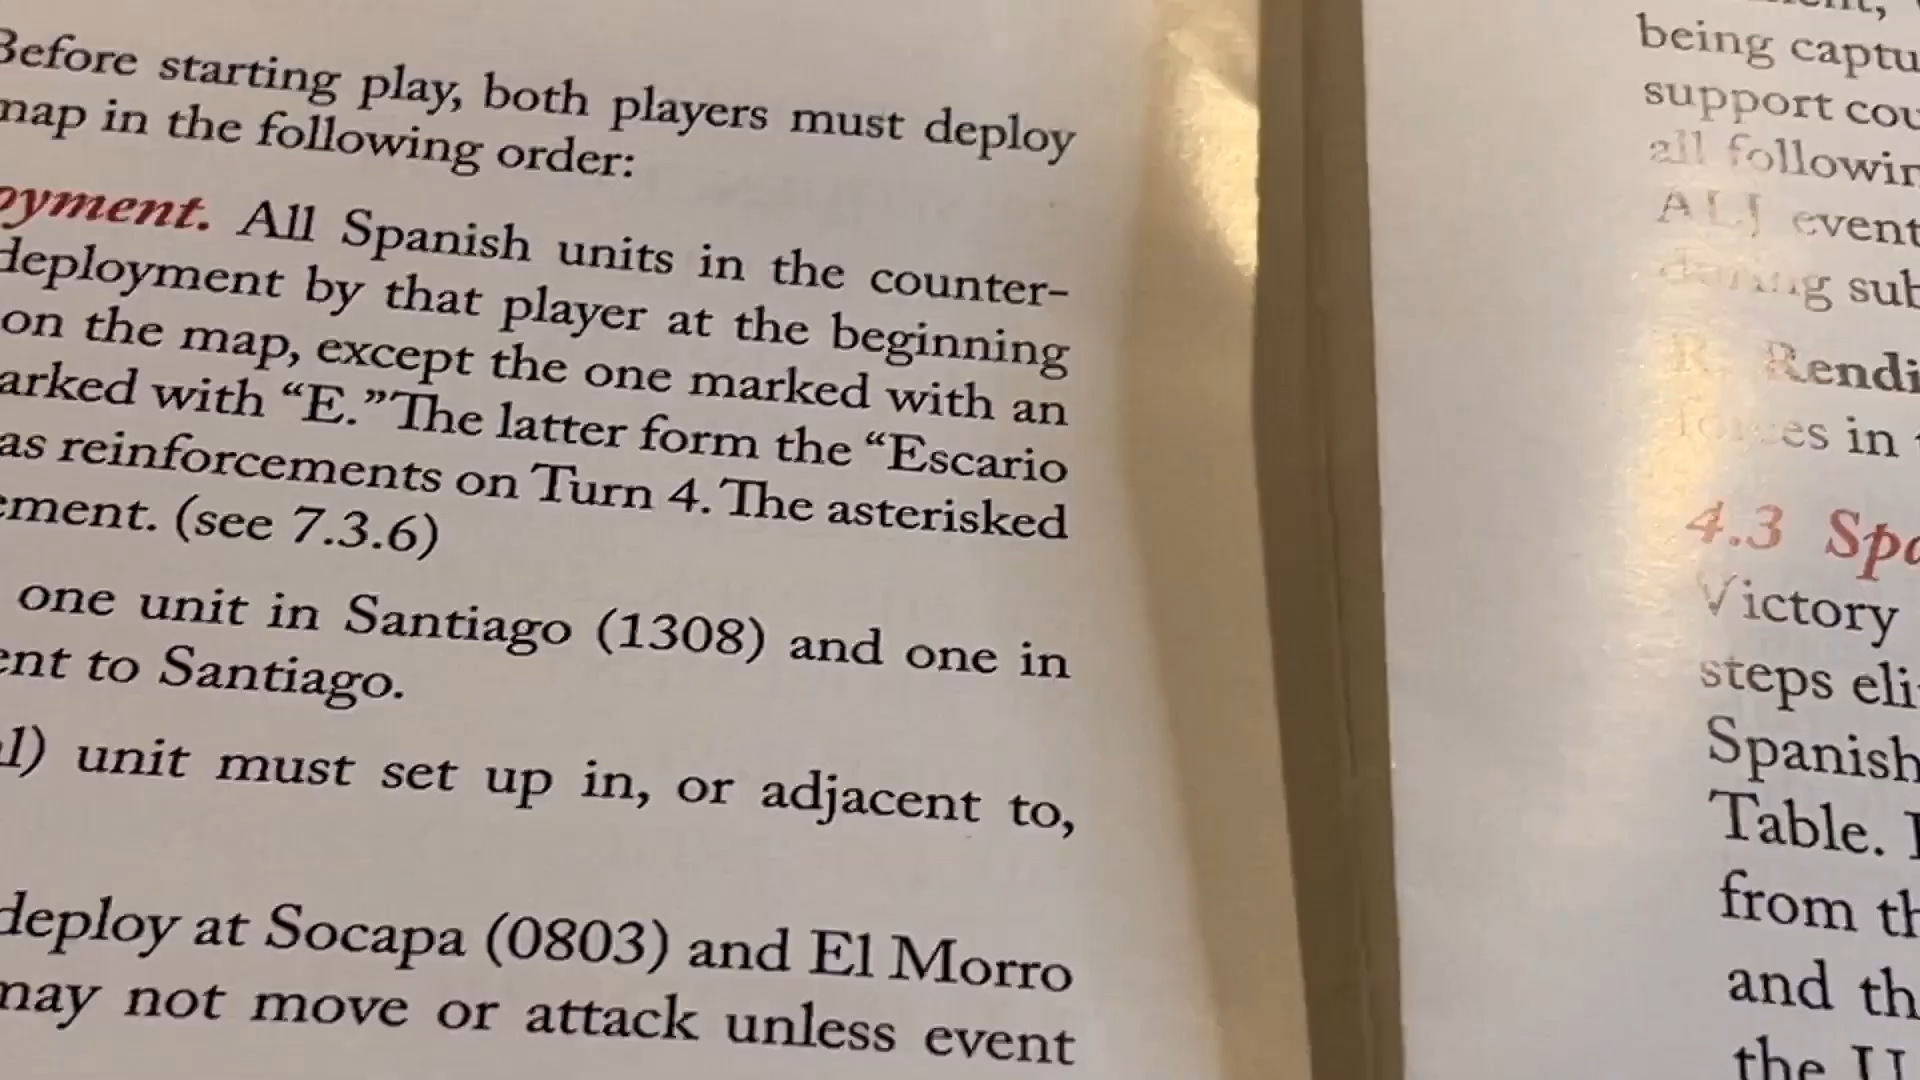 Before starting play, both players must deploy
map in the following order:
oyment. All Spanish units in the counter-
deployment by that player at the beginning
on the map, except the one marked with an
arked with “E.” The latter form the “Escario
as reinforcements on Turn 4. The asterisked
ement. (see 7.3.6)
one unit in Santiago (1308) and one in
ent to Santiago.
l) unit must set up in, or adjacent to,
deploy at Socapa (0803) and El Morro
may not move or attack unless event
being captu
support cou
all followin
ALJ event
during sub
R. Rendi
forces in
4.3 Spa
Victory
steps eli
Spanish
Table.
from th
and th
the U